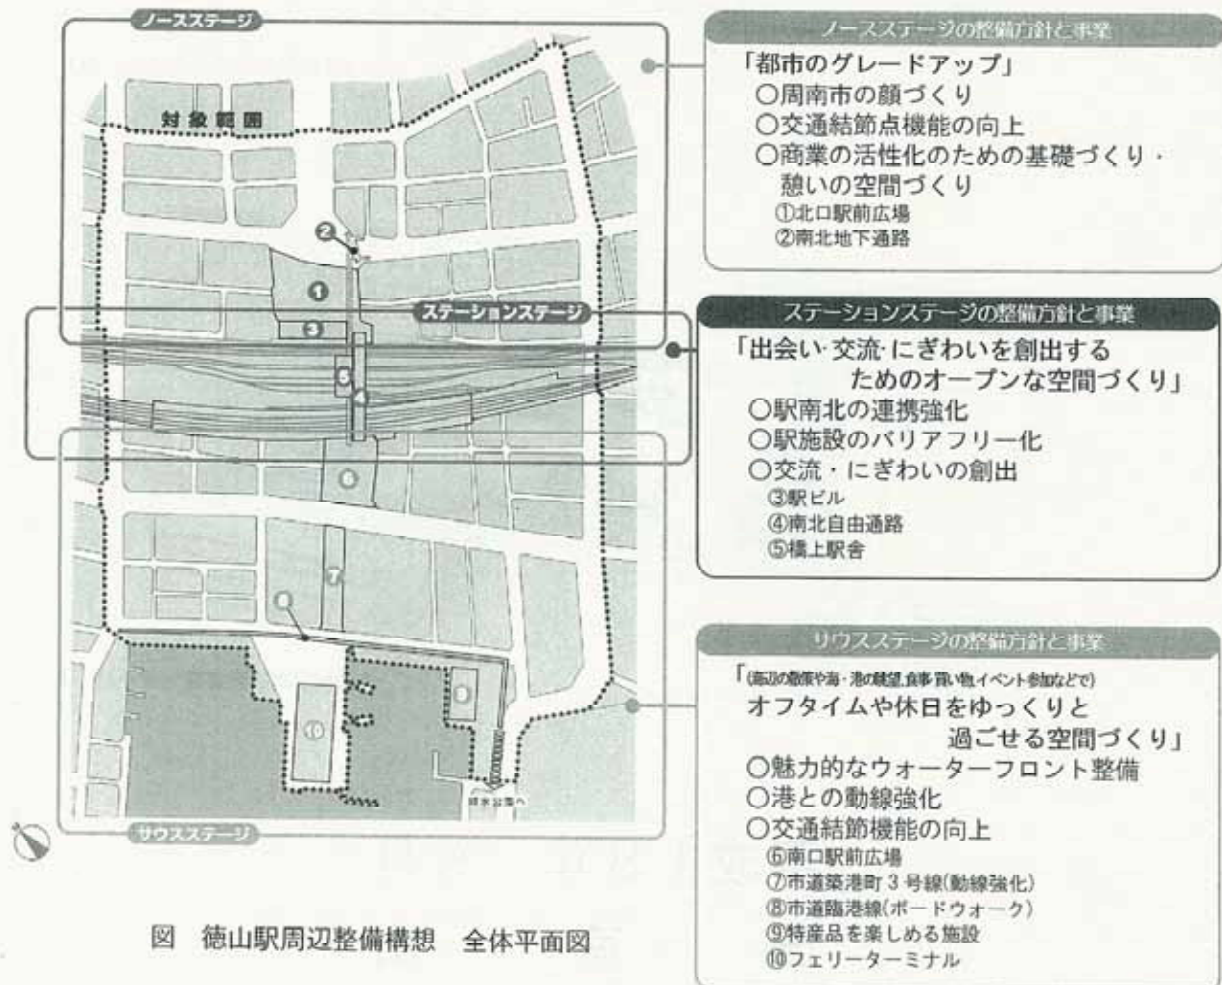 ノースステージ
対象範囲
②
①
③
ステーションステージ
⑤
④
⑥
⑦
⑧
⑨
⑩
緑水公園へ
サウスステージ
図 徳山駅周辺整備構想 全体平面図
ノースステージの整備方針と事業
「都市のグレードアップ」
○周南市の顔づくり
○交通結節点機能の向上
○商業の活性化のための基礎づくり・
憩いの空間づくり
①北口駅前広場
②南北地下通路
ステーションステージの整備方針と事業
「出会い・交流・にぎわいを創出する
ためのオープンな空間づくり」
○駅南北の連携強化
○駅施設のバリアフリー化
○交流・にぎわいの創出
③駅ビル
④南北自由通路
⑤橋上駅舎
サウスステージの整備方針と事業
「(海辺の散策や海・港の眺望,食事,買い物,イベント参加などで)
オフタイムや休日をゆっくりと
過ごせる空間づくり」
○魅力的なウォーターフロント整備
○港との動線強化
○交通結節機能の向上
⑥南口駅前広場
⑦市道築港町3号線(動線強化)
⑧市道臨港線(ボードウォーク)
⑨特産品を楽しめる施設
⑩フェリーターミナル